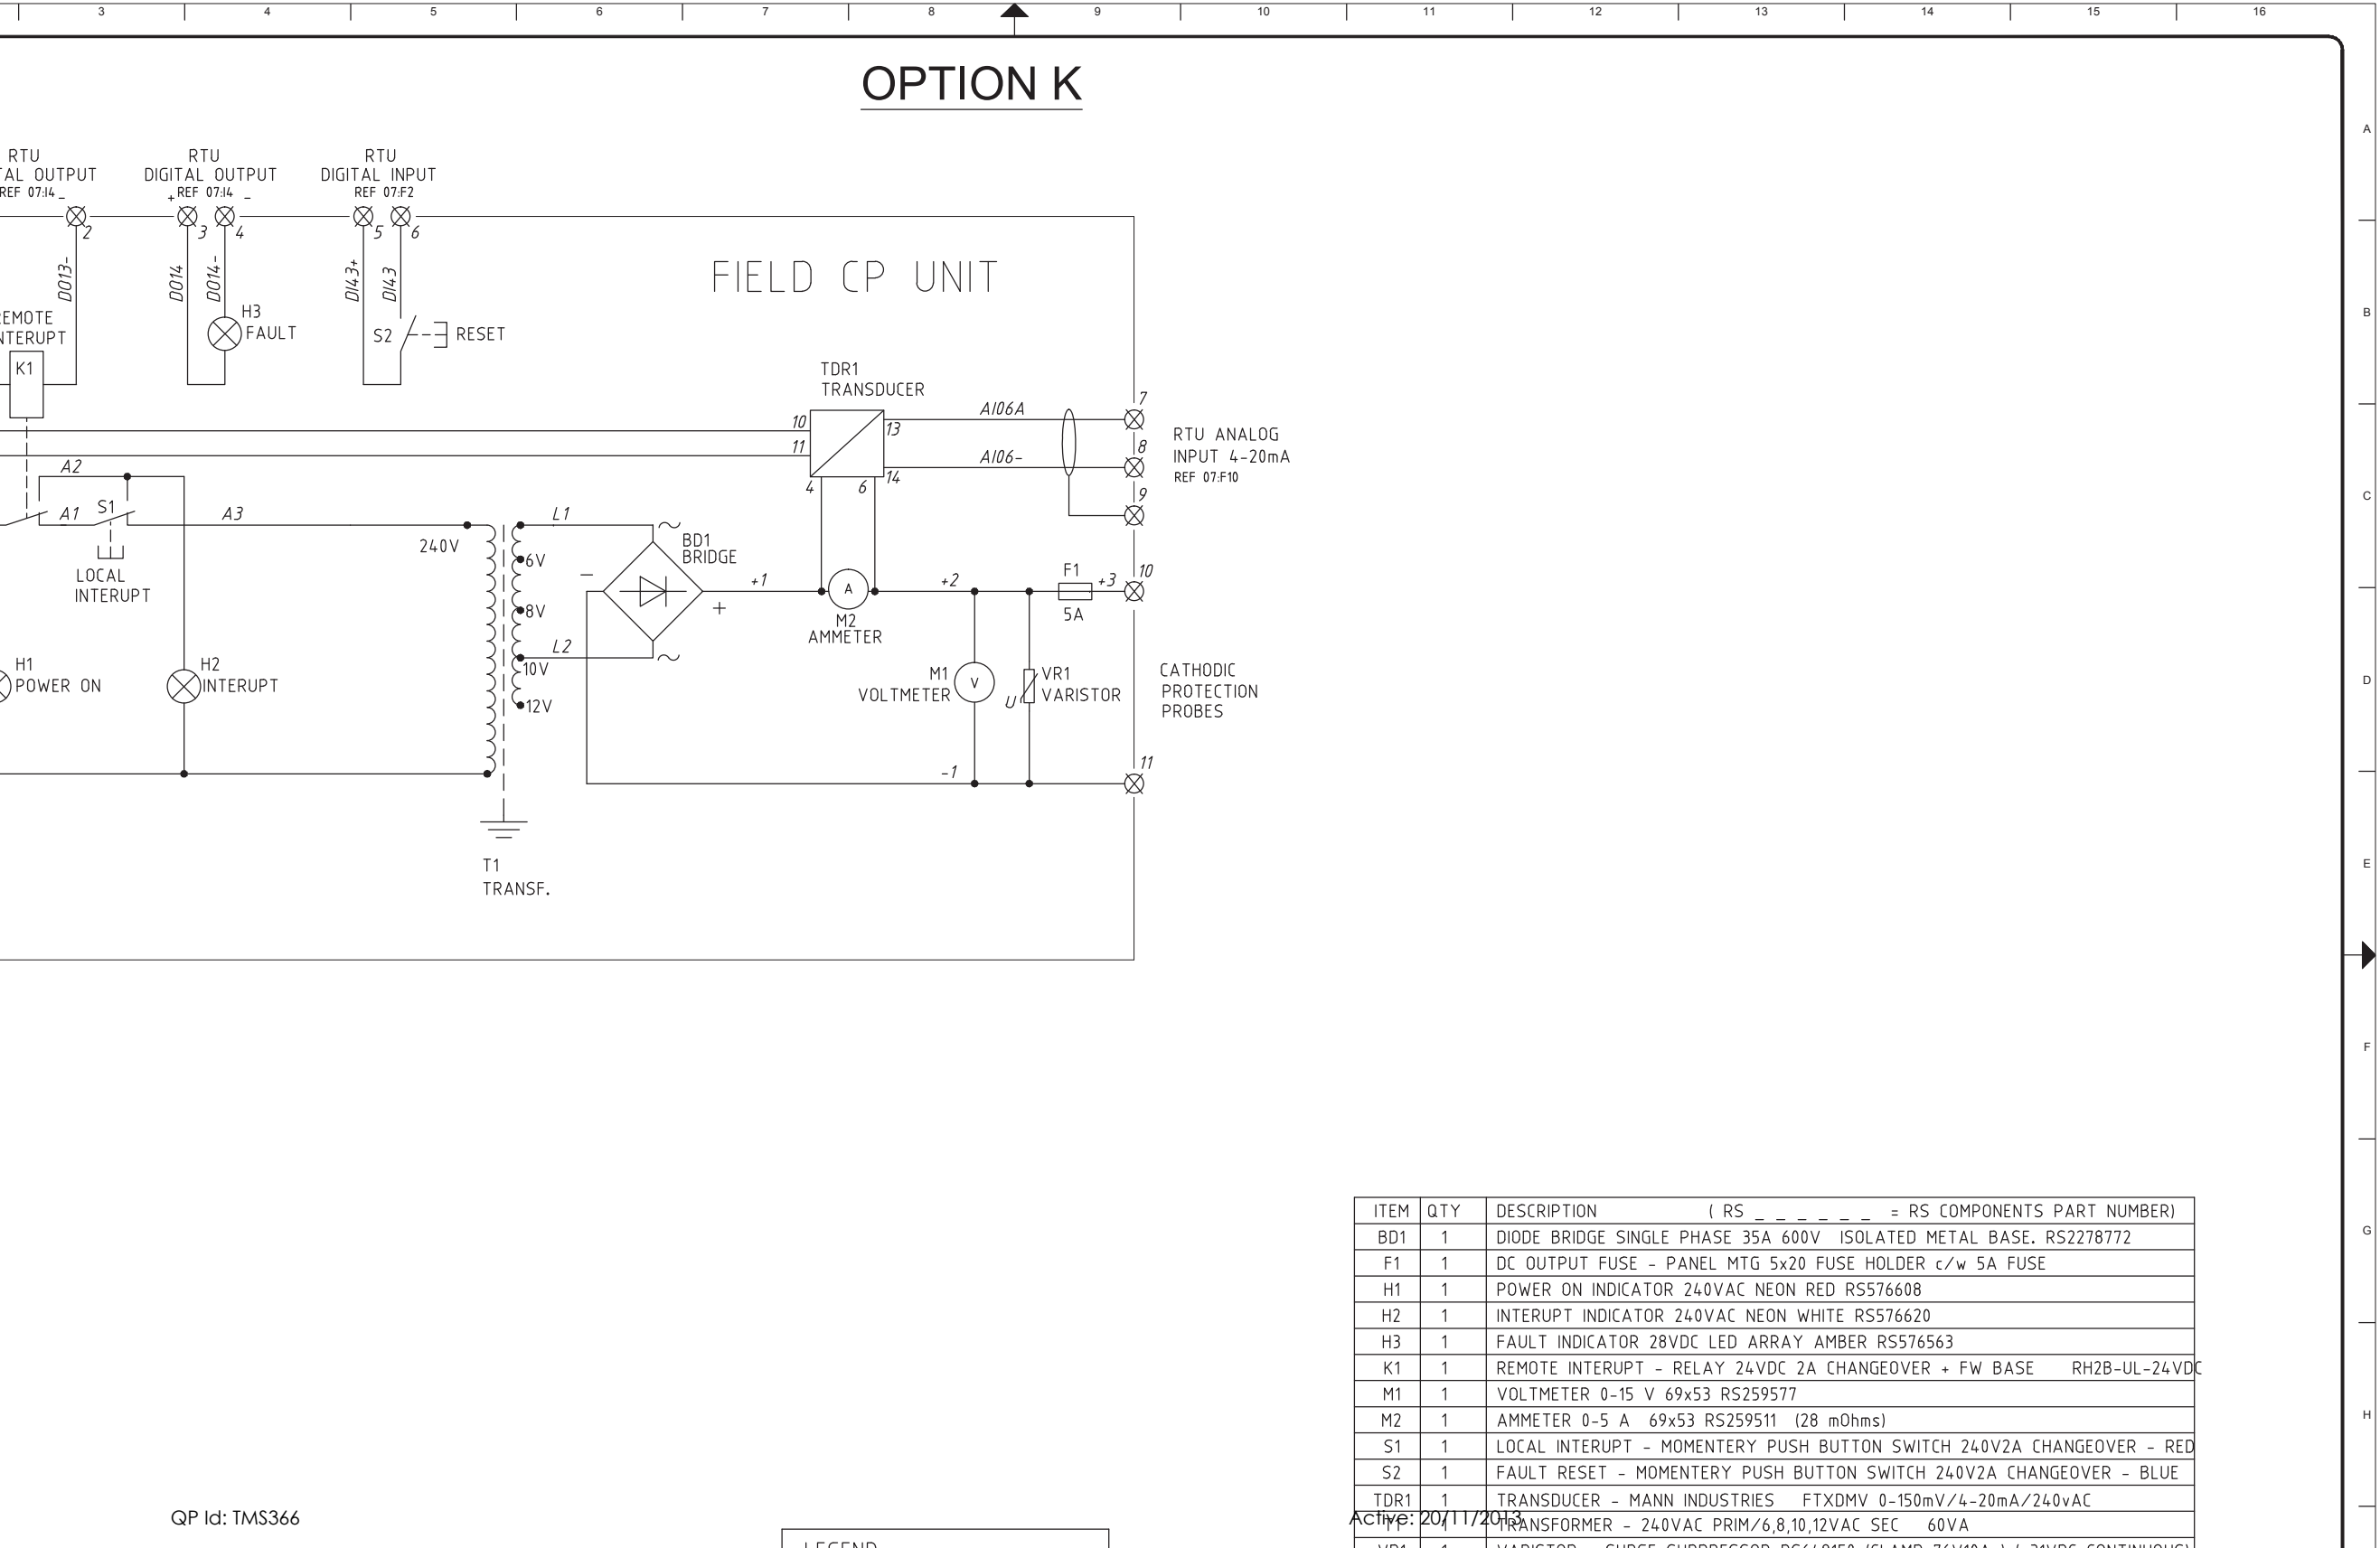 3 4 5 6 7 8 9 10 11 12 13 14 15 16
OPTION K
A
RTU
TAL OUTPUT
REF 07:I4 -
2
RTU
DIGITAL OUTPUT
+ REF 07:I4 -
3 4
RTU
DIGITAL INPUT
REF 07:F2
5 6
DO13-
DO14
DO14-
DI43+
DI43
FIELD CP UNIT
B
EMOTE
NTERUPT
K1
H3
FAULT
S2
RESET
TDR1
TRANSDUCER
10
11
13
14
4 6
AI06A
AI06-
7
8
9
RTU ANALOG
INPUT 4-20mA
REF 07:F10
C
A2
A1
S1
A3
LOCAL
INTERUPT
240V
L1
6V
8V
L2
10V
12V
BD1
BRIDGE
-
+
+1
A
M2
AMMETER
+2
F1
5A
+3
10
H1
POWER ON
H2
INTERUPT
M1
VOLTMETER
V
U
VR1
VARISTOR
CATHODIC
PROTECTION
PROBES
D
-1
11
T1
TRANSF.
E
F
G
H
ITEM QTY DESCRIPTION ( RS _ _ _ _ _ _ = RS COMPONENTS PART NUMBER)
BD1 1 DIODE BRIDGE SINGLE PHASE 35A 600V ISOLATED METAL BASE. RS2278772
F1 1 DC OUTPUT FUSE - PANEL MTG 5x20 FUSE HOLDER c/w 5A FUSE
H1 1 POWER ON INDICATOR 240VAC NEON RED RS576608
H2 1 INTERUPT INDICATOR 240VAC NEON WHITE RS576620
H3 1 FAULT INDICATOR 28VDC LED ARRAY AMBER RS576563
K1 1 REMOTE INTERUPT - RELAY 24VDC 2A CHANGEOVER + FW BASE RH2B-UL-24VDC
M1 1 VOLTMETER 0-15 V 69x53 RS259577
M2 1 AMMETER 0-5 A 69x53 RS259511 (28 mOhms)
S1 1 LOCAL INTERUPT - MOMENTERY PUSH BUTTON SWITCH 240V2A CHANGEOVER - RED
S2 1 FAULT RESET - MOMENTERY PUSH BUTTON SWITCH 240V2A CHANGEOVER - BLUE
TDR1 1 TRANSDUCER - MANN INDUSTRIES FTXDMV 0-150mV/4-20mA/240vAC
T1 1 TRANSFORMER - 240VAC PRIM/6,8,10,12VAC SEC 60VA
QP Id: TMS366
Active: 20/11/2013
LEGEND